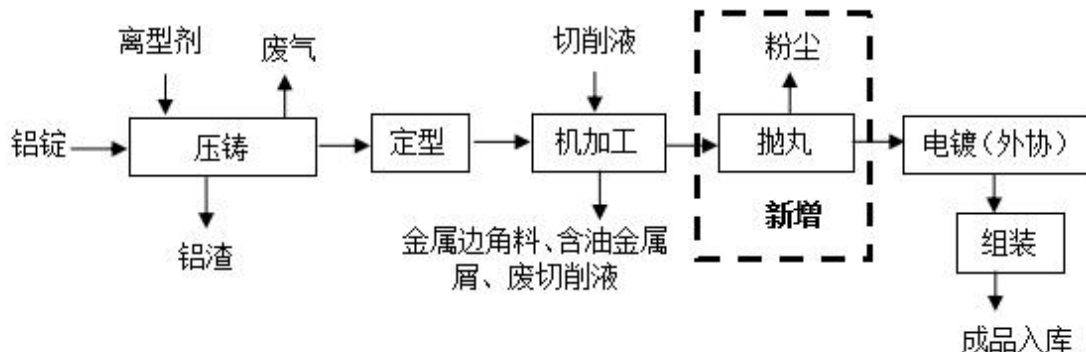 离型剂
废气
切削液
粉尘
铝锭
压铸
定型
机加工
抛丸
电镀（外协）
新增
铝渣
金属边角料、含油金属
屑、废切削液
组装
成品入库